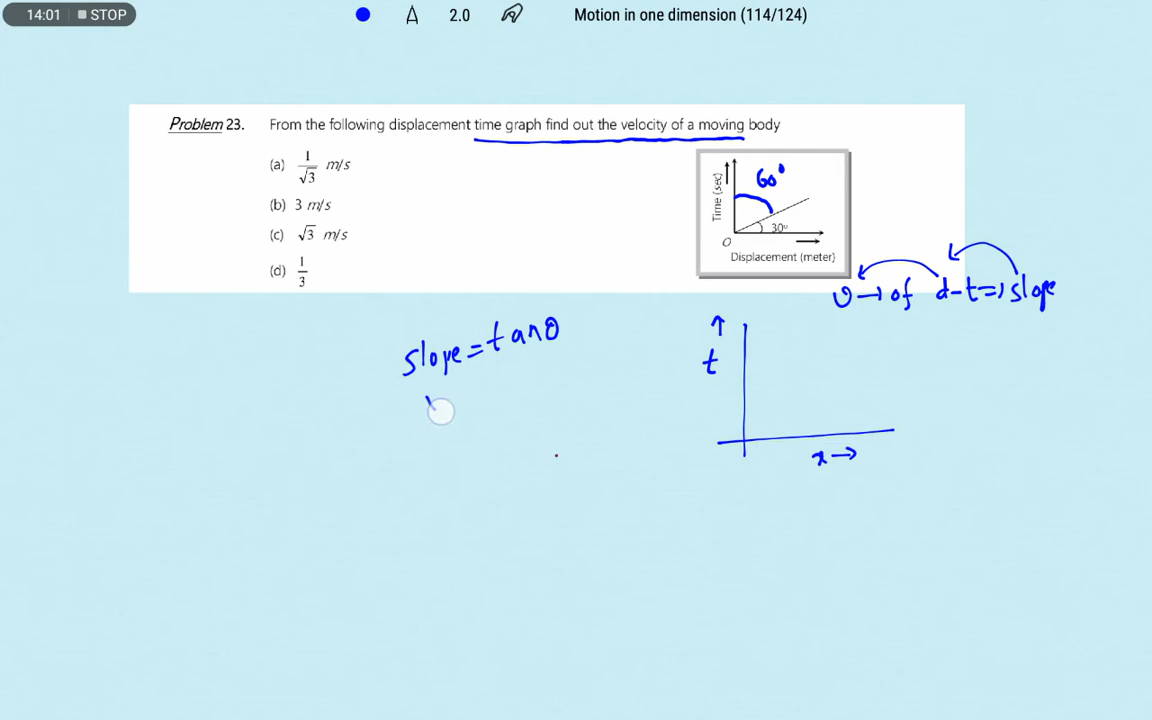 14:01 STOP
2.0
Motion in one dimension (114/124)
Problem 23. From the following displacement time graph find out the velocity of a moving body
(a) 1/√3 m/s
(b) 3 m/s
(c) √3 m/s
(d) 1/3
Time (sec)
60°
30°
O
Displacement (meter)
v → of d-t ⇒ slope
slope = tanθ
t
x →